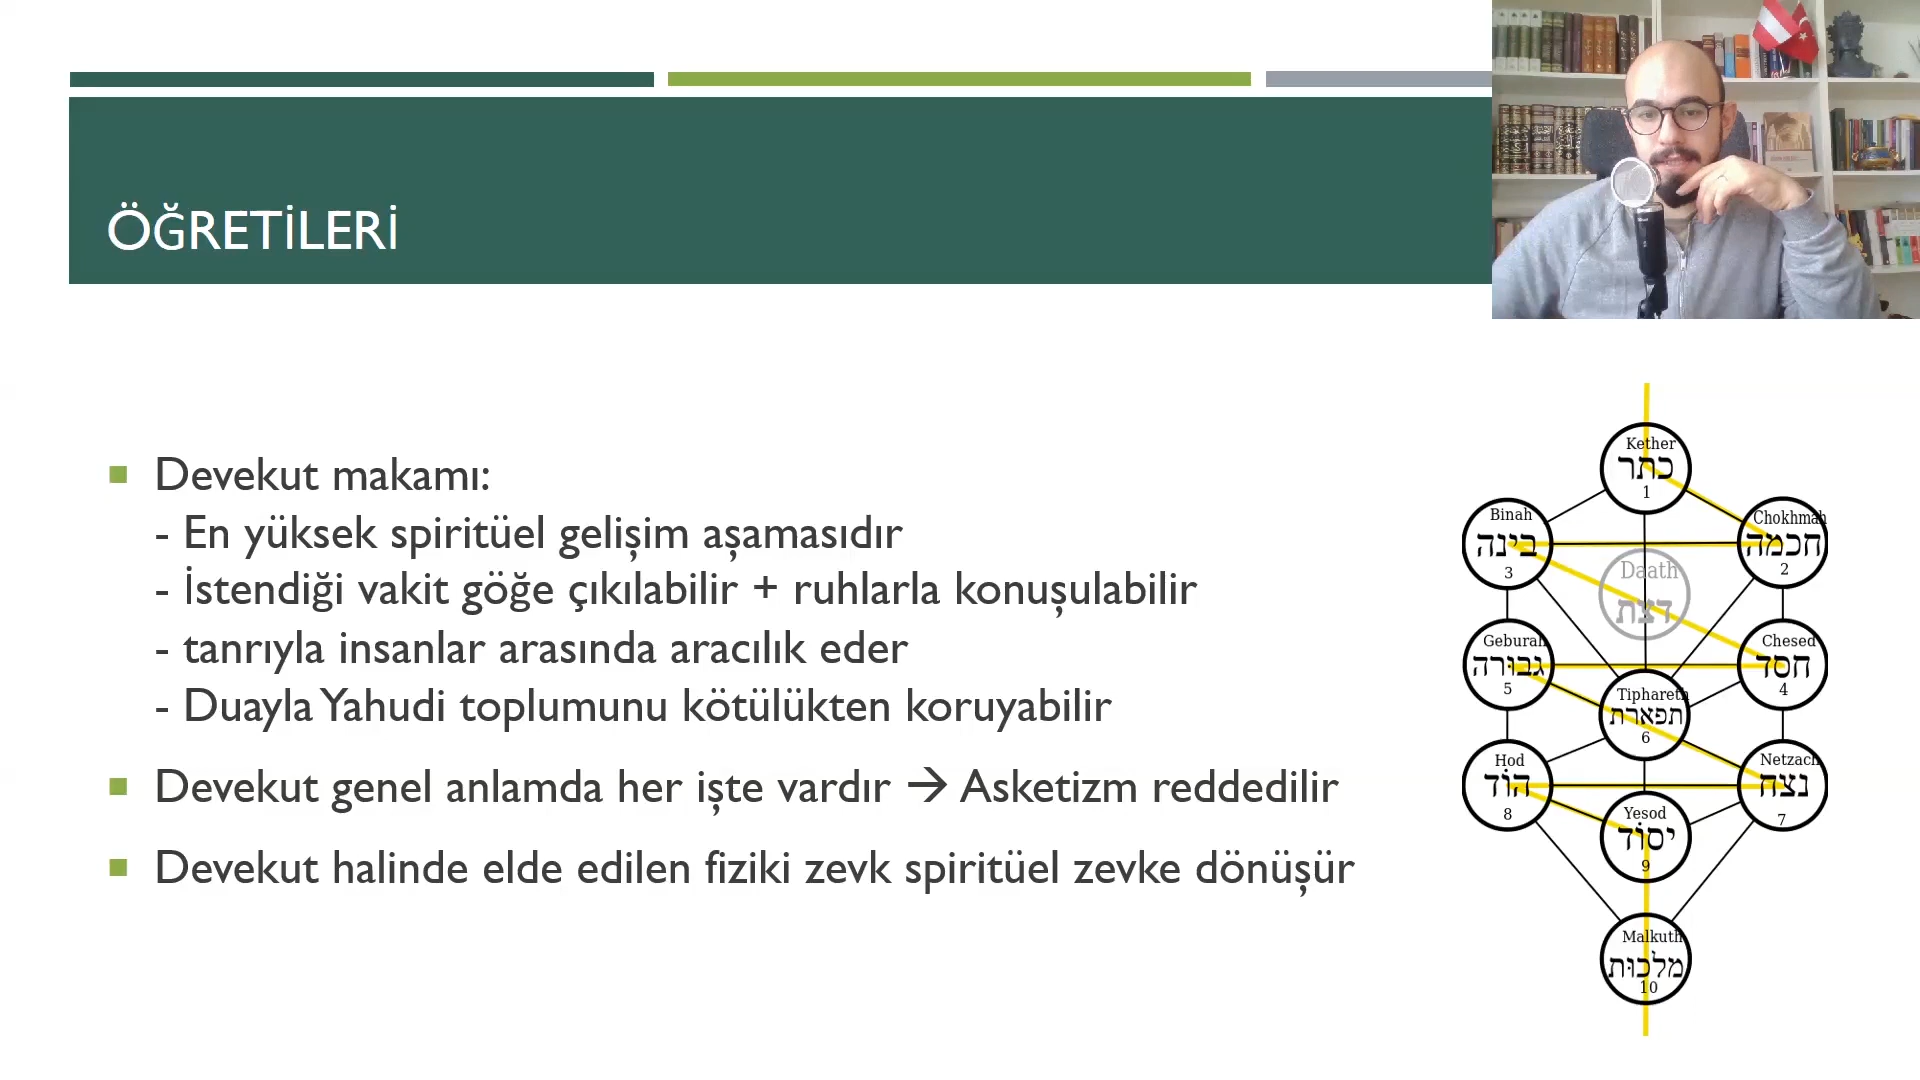 ÖĞRETİLERİ
Devekut makamı:
- En yüksek spiritüel gelişim aşamasıdır
- İstendiği vakit göğe çıkılabilir + ruhlarla konuşulabilir
- tanrıyla insanlar arasında aracılık eder
- Duayla Yahudi toplumunu kötülükten koruyabilir
Devekut genel anlamda her işte vardır → Asketizm reddedilir
Devekut halinde elde edilen fiziki zevk spiritüel zevke dönüşür
Kether
כתר
1
Binah
בינה
3
Chokhmah
חכמה
2
Daath
דעת
Geburah
גבורה
5
Chesed
חסד
4
Tiphareth
תפארת
6
Hod
הוֹד
8
Netzach
נצח
7
Yesod
יסוֹד
9
Malkuth
מלכוּת
10